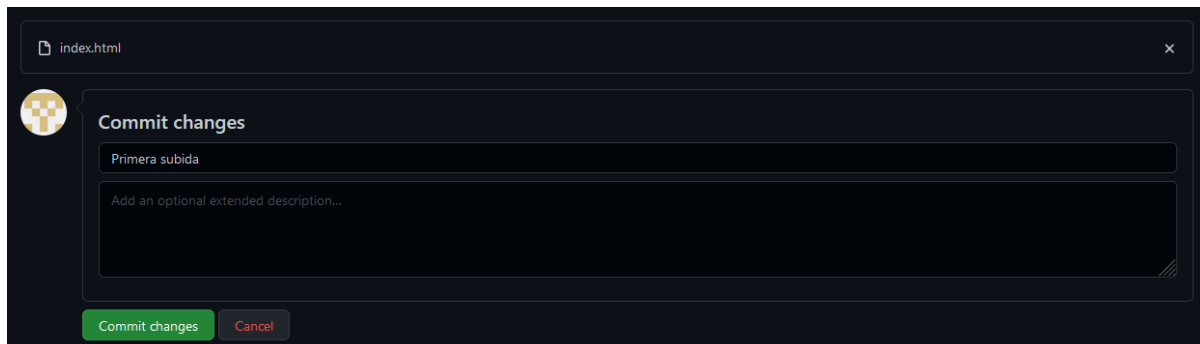 index.html
Commit changes
Primera subida
Add an optional extended description...
Commit changes Cancel